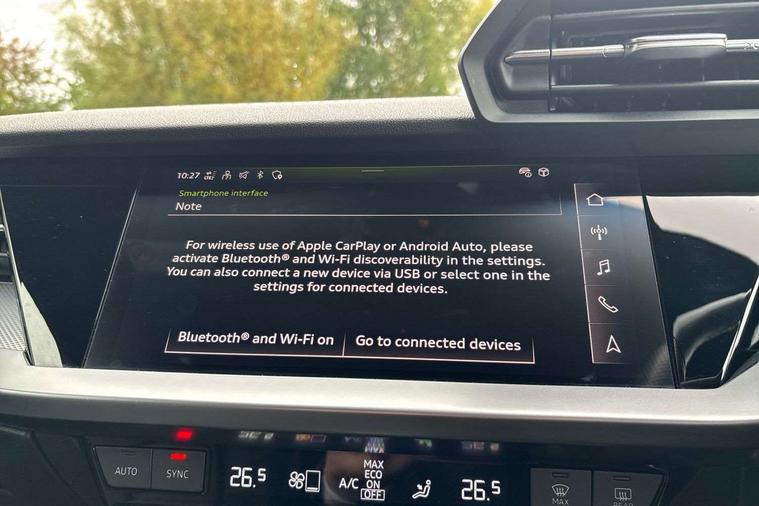 10:27
Smartphone interface
Note
For wireless use of Apple CarPlay or Android Auto, please
activate Bluetooth® and Wi-Fi discoverability in the settings.
You can also connect a new device via USB or select one in the
settings for connected devices.
Bluetooth® and Wi-Fi on
Go to connected devices
AUTO
SYNC
26.5
A/C
MAX
ECO
ON
OFF
26.5
MAX
REAR